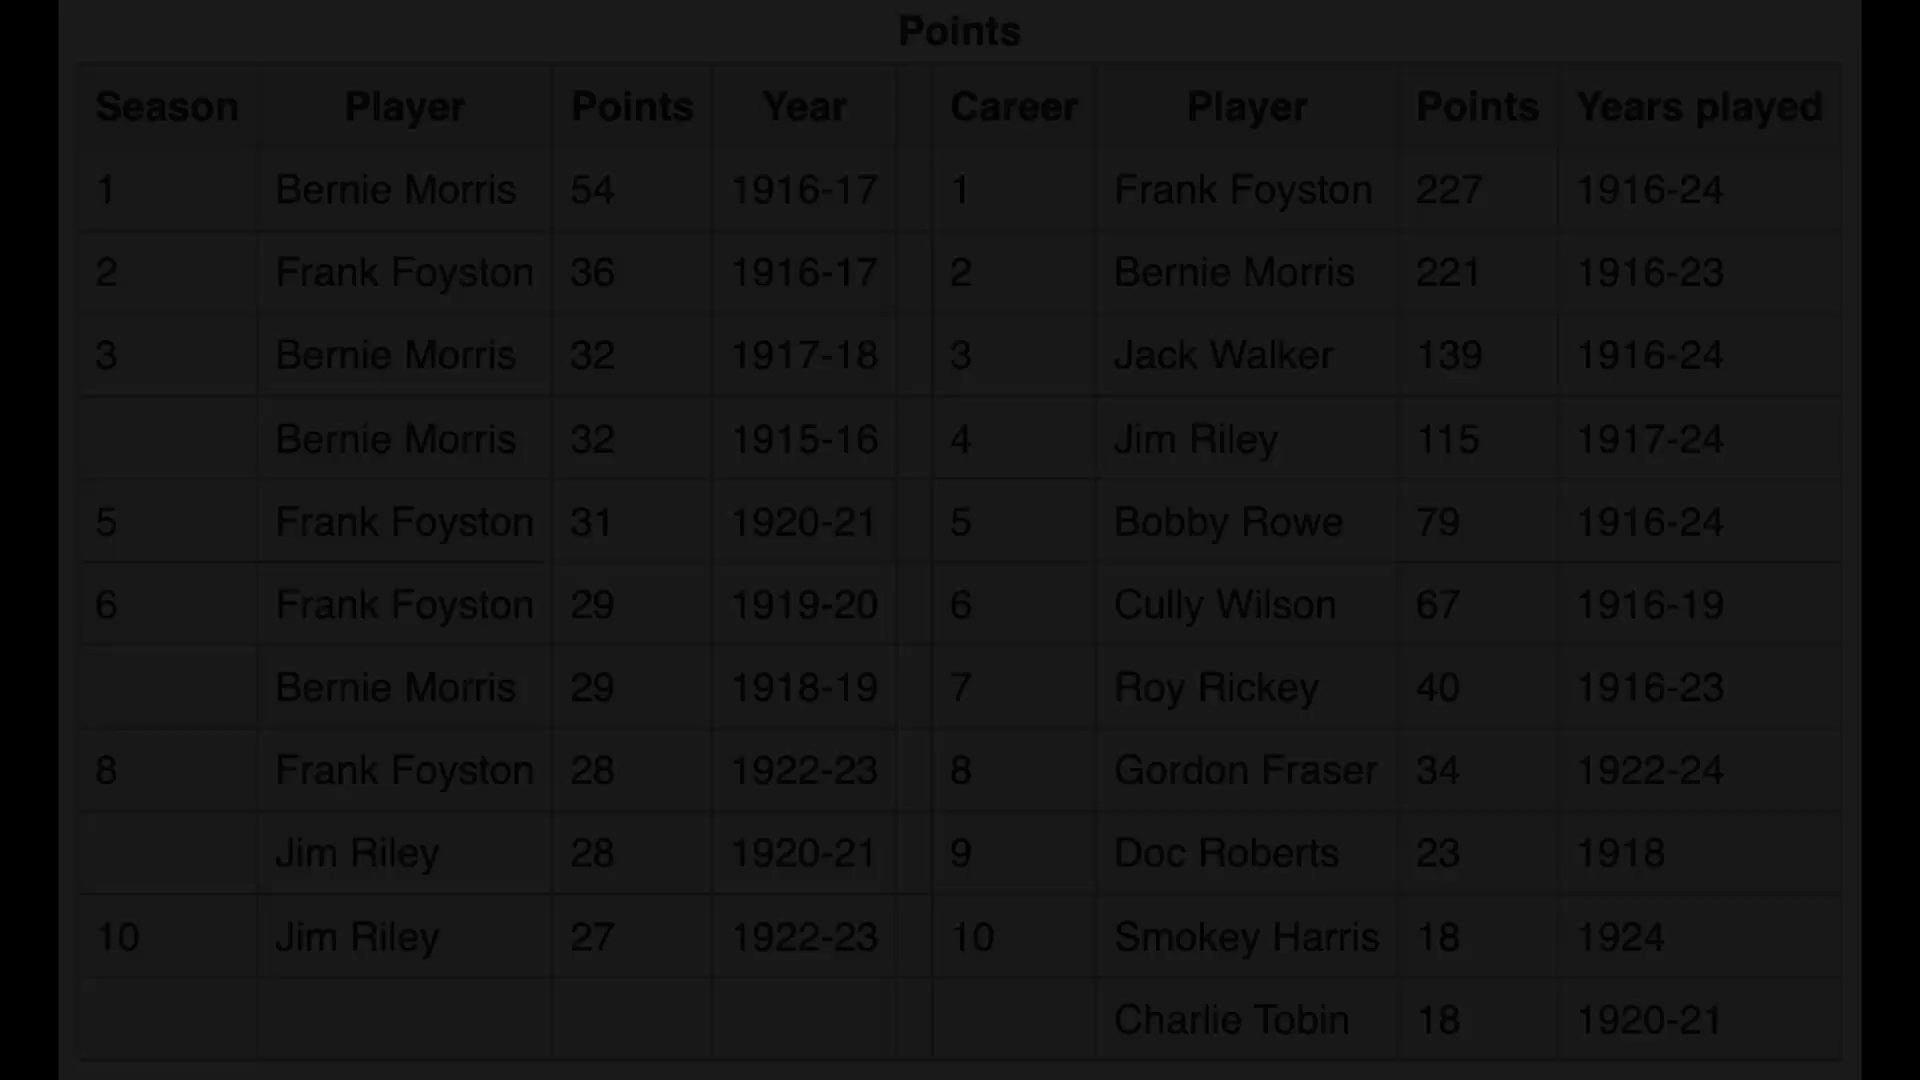 Points
Season Player Points Year Career Player Points Years played
1 Bernie Morris 54 1916-17 1 Frank Foyston 227 1916-24
2 Frank Foyston 36 1916-17 2 Bernie Morris 221 1916-23
3 Bernie Morris 32 1917-18 3 Jack Walker 139 1916-24
Bernie Morris 32 1915-16 4 Jim Riley 115 1917-24
5 Frank Foyston 31 1920-21 5 Bobby Rowe 79 1916-24
6 Frank Foyston 29 1919-20 6 Cully Wilson 67 1916-19
Bernie Morris 29 1918-19 7 Roy Rickey 40 1916-23
8 Frank Foyston 28 1922-23 8 Gordon Fraser 34 1922-24
Jim Riley 28 1920-21 9 Doc Roberts 23 1918
10 Jim Riley 27 1922-23 10 Smokey Harris 18 1924
Charlie Tobin 18 1920-21